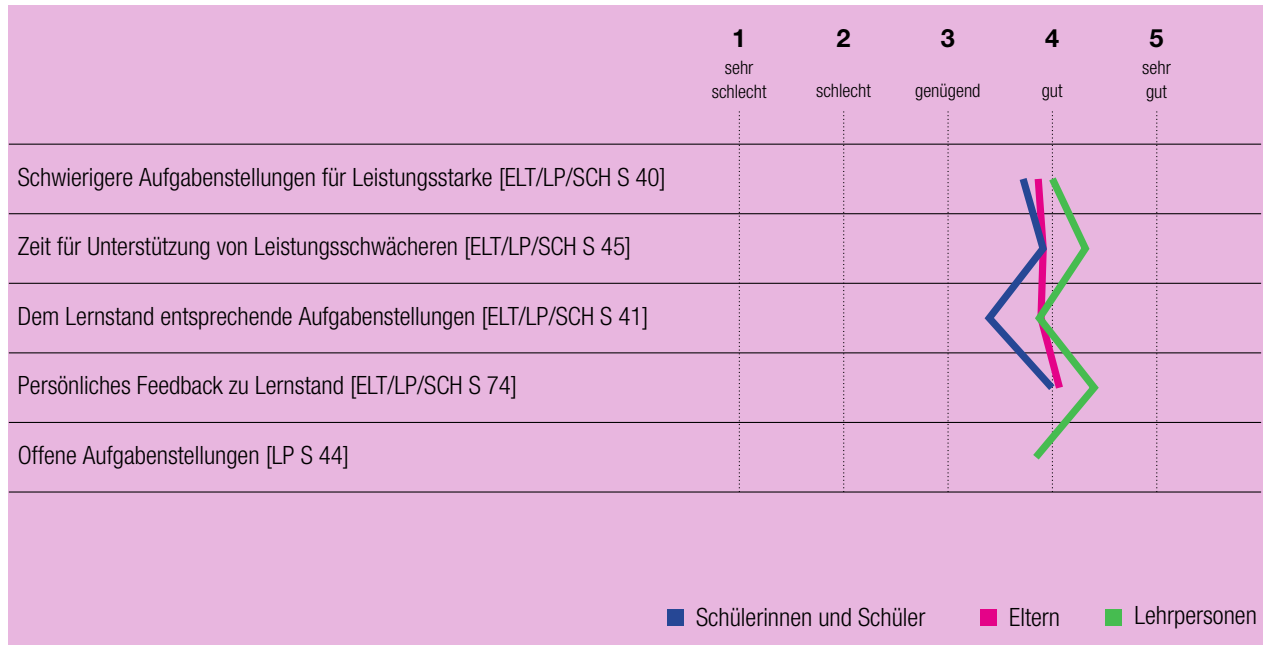 1 2 3 4 5
sehr sehr
schlecht schlecht genügend gut gut
Schwierigere Aufgabenstellungen für Leistungsstarke [ELT/LP/SCH S 40]
Zeit für Unterstützung von Leistungsschwächeren [ELT/LP/SCH S 45]
Dem Lernstand entsprechende Aufgabenstellungen [ELT/LP/SCH S 41]
Persönliches Feedback zu Lernstand [ELT/LP/SCH S 74]
Offene Aufgabenstellungen [LP S 44]
Schülerinnen und Schüler Eltern Lehrpersonen